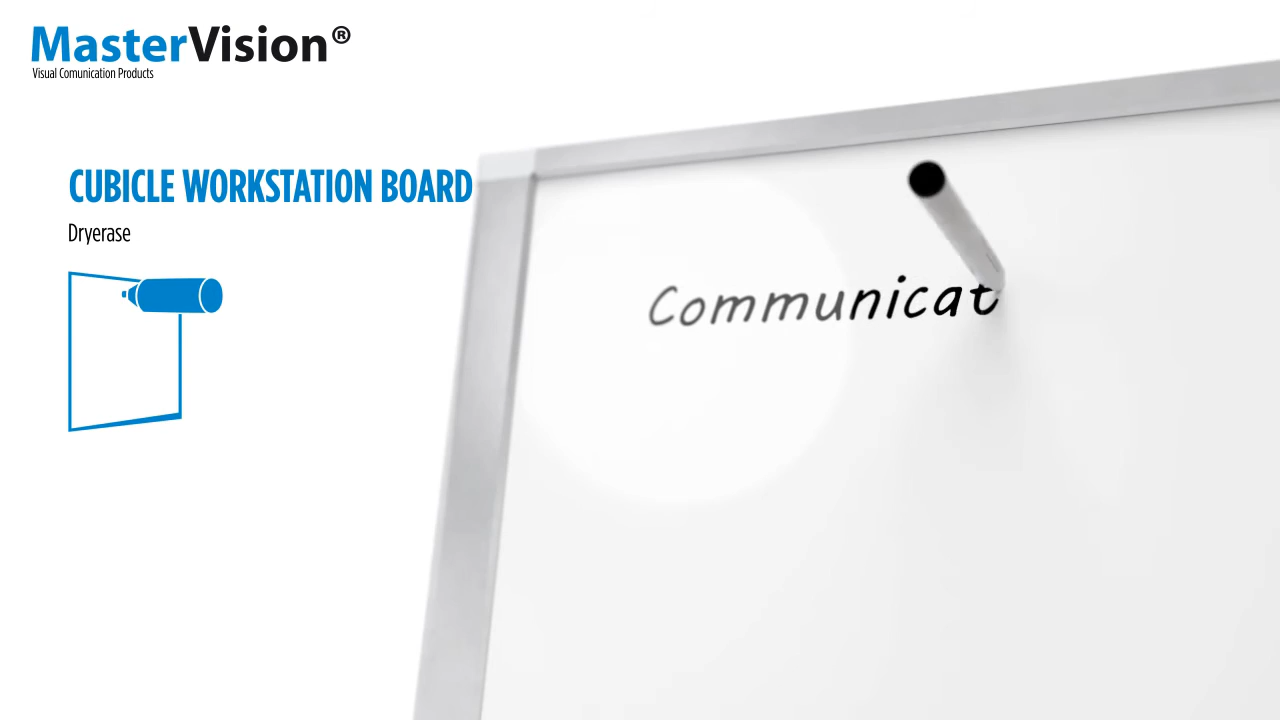 MasterVision®
Visual Comunication Products
CUBICLE WORKSTATION BOARD
Dryerase
Communicat